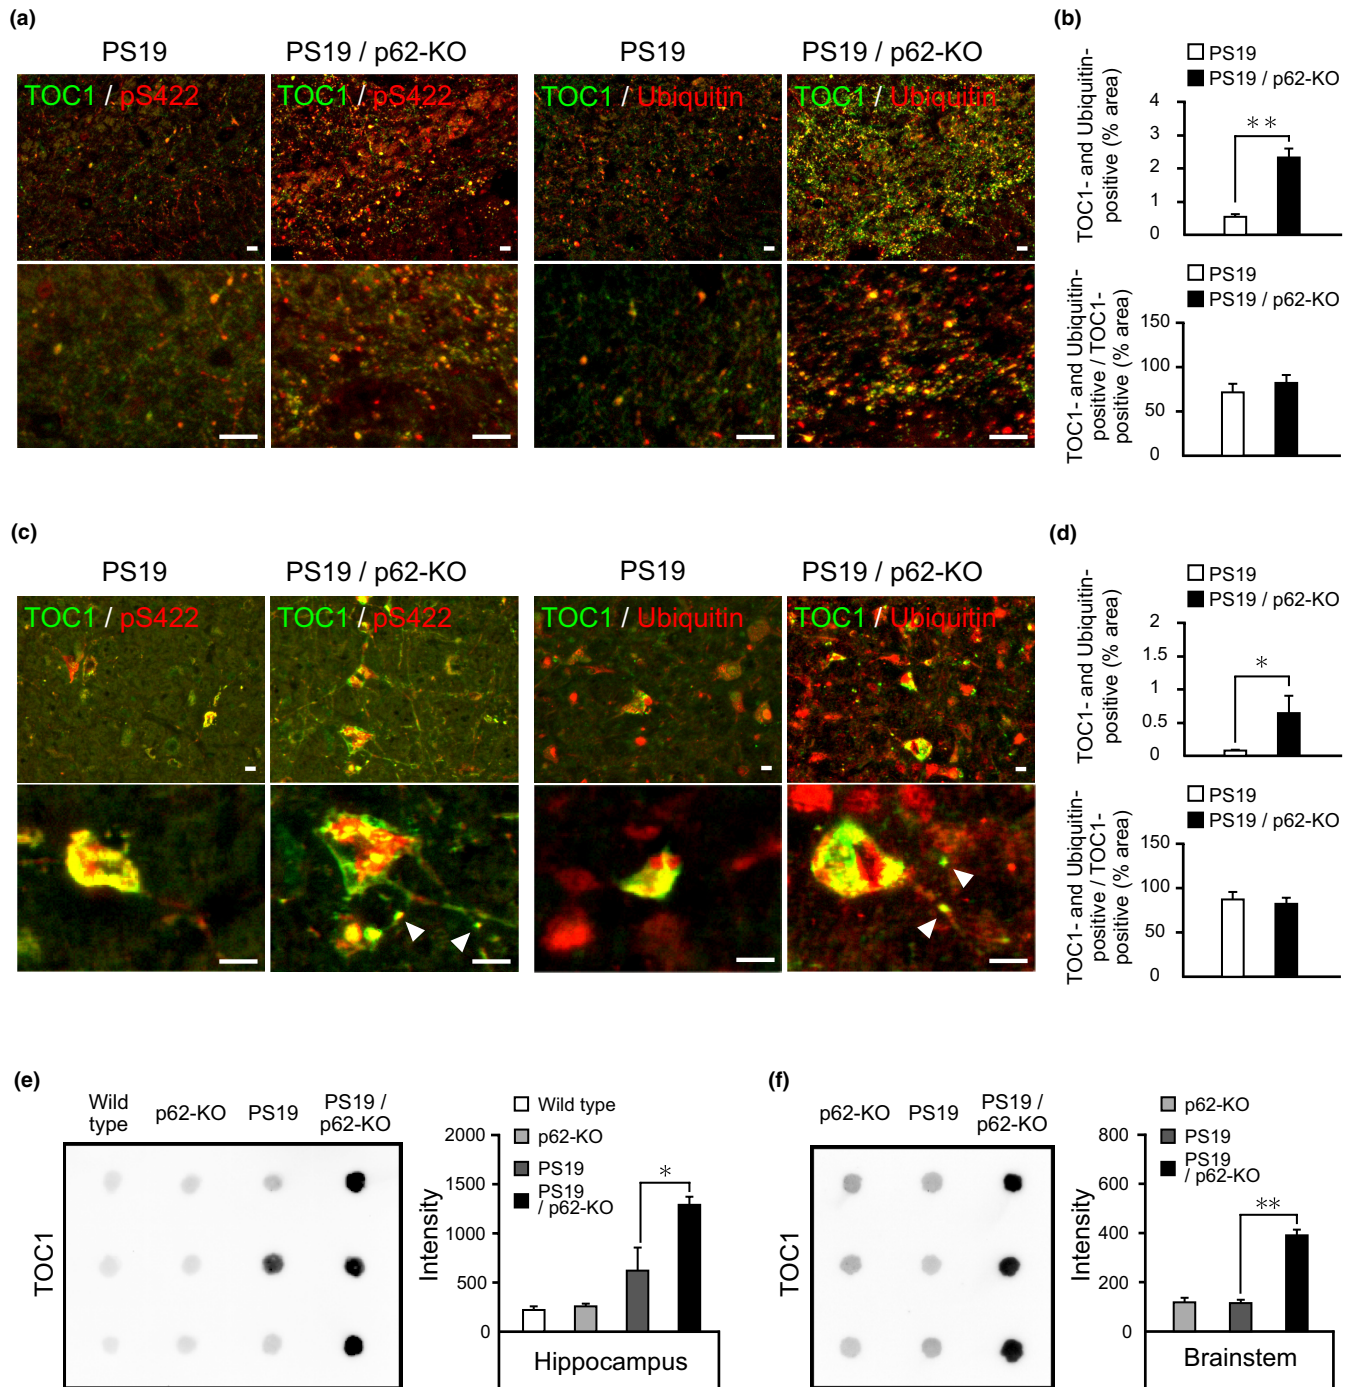 (a)
PS19
PS19 / p62-KO
PS19
PS19 / p62-KO
TOC1 / pS422
TOC1 / pS422
TOC1 / Ubiquitin
TOC1 / Ubiquitin
(b)
PS19
PS19 / p62-KO
TOC1- and Ubiquitin-
positive (% area)
4
3
2
1
0
**
PS19
PS19 / p62-KO
TOC1- and Ubiquitin-
positive / TOC1-
positive (% area)
150
100
50
0
(c)
PS19
PS19 / p62-KO
PS19
PS19 / p62-KO
TOC1 / pS422
TOC1 / pS422
TOC1 / Ubiquitin
TOC1 / Ubiquitin
(d)
PS19
PS19 / p62-KO
TOC1- and Ubiquitin-
positive (% area)
2
1.5
1
0.5
0
*
PS19
PS19 / p62-KO
TOC1- and Ubiquitin-
positive / TOC1-
positive (% area)
150
100
50
0
(e)
Wild
type
p62-KO
PS19
PS19 /
p62-KO
TOC1
Wild type
p62-KO
PS19
PS19
/ p62-KO
Intensity
2000
1500
1000
500
0
*
Hippocampus
(f)
p62-KO
PS19
PS19 /
p62-KO
TOC1
p62-KO
PS19
PS19
/ p62-KO
Intensity
800
600
400
200
0
**
Brainstem